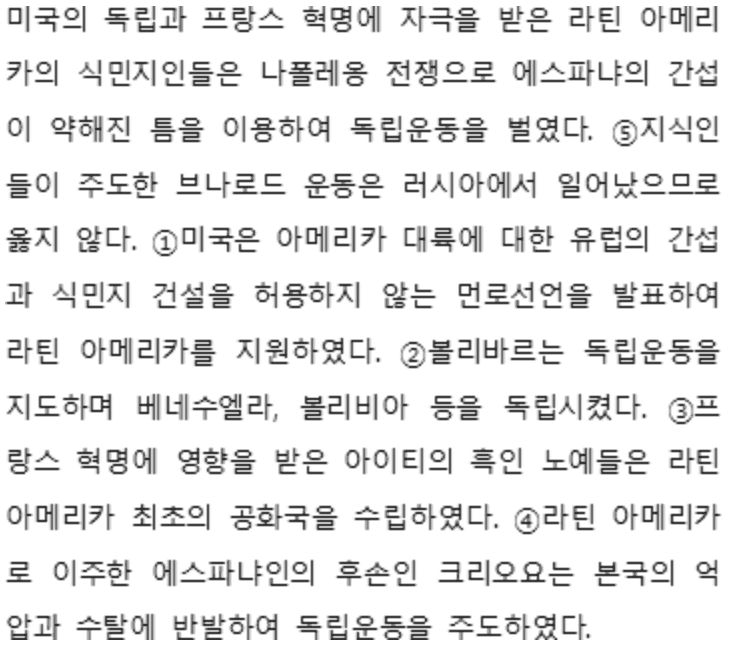 미국의 독립과 프랑스 혁명에 자극을 받은 라틴 아메리
카의 식민지인들은 나폴레옹 전쟁으로 에스파냐의 간섭
이 약해진 틈을 이용하여 독립운동을 벌였다. ⑤지식인
들이 주도한 브나로드 운동은 러시아에서 일어났으므로
옳지 않다. ①미국은 아메리카 대륙에 대한 유럽의 간섭
과 식민지 건설을 허용하지 않는 먼로선언을 발표하여
라틴 아메리카를 지원하였다. ②볼리바르는 독립운동을
지도하며 베네수엘라, 볼리비아 등을 독립시켰다. ③프
랑스 혁명에 영향을 받은 아이티의 흑인 노예들은 라틴
아메리카 최초의 공화국을 수립하였다. ④라틴 아메리카
로 이주한 에스파냐인의 후손인 크리오요는 본국의 억
압과 수탈에 반발하여 독립운동을 주도하였다.